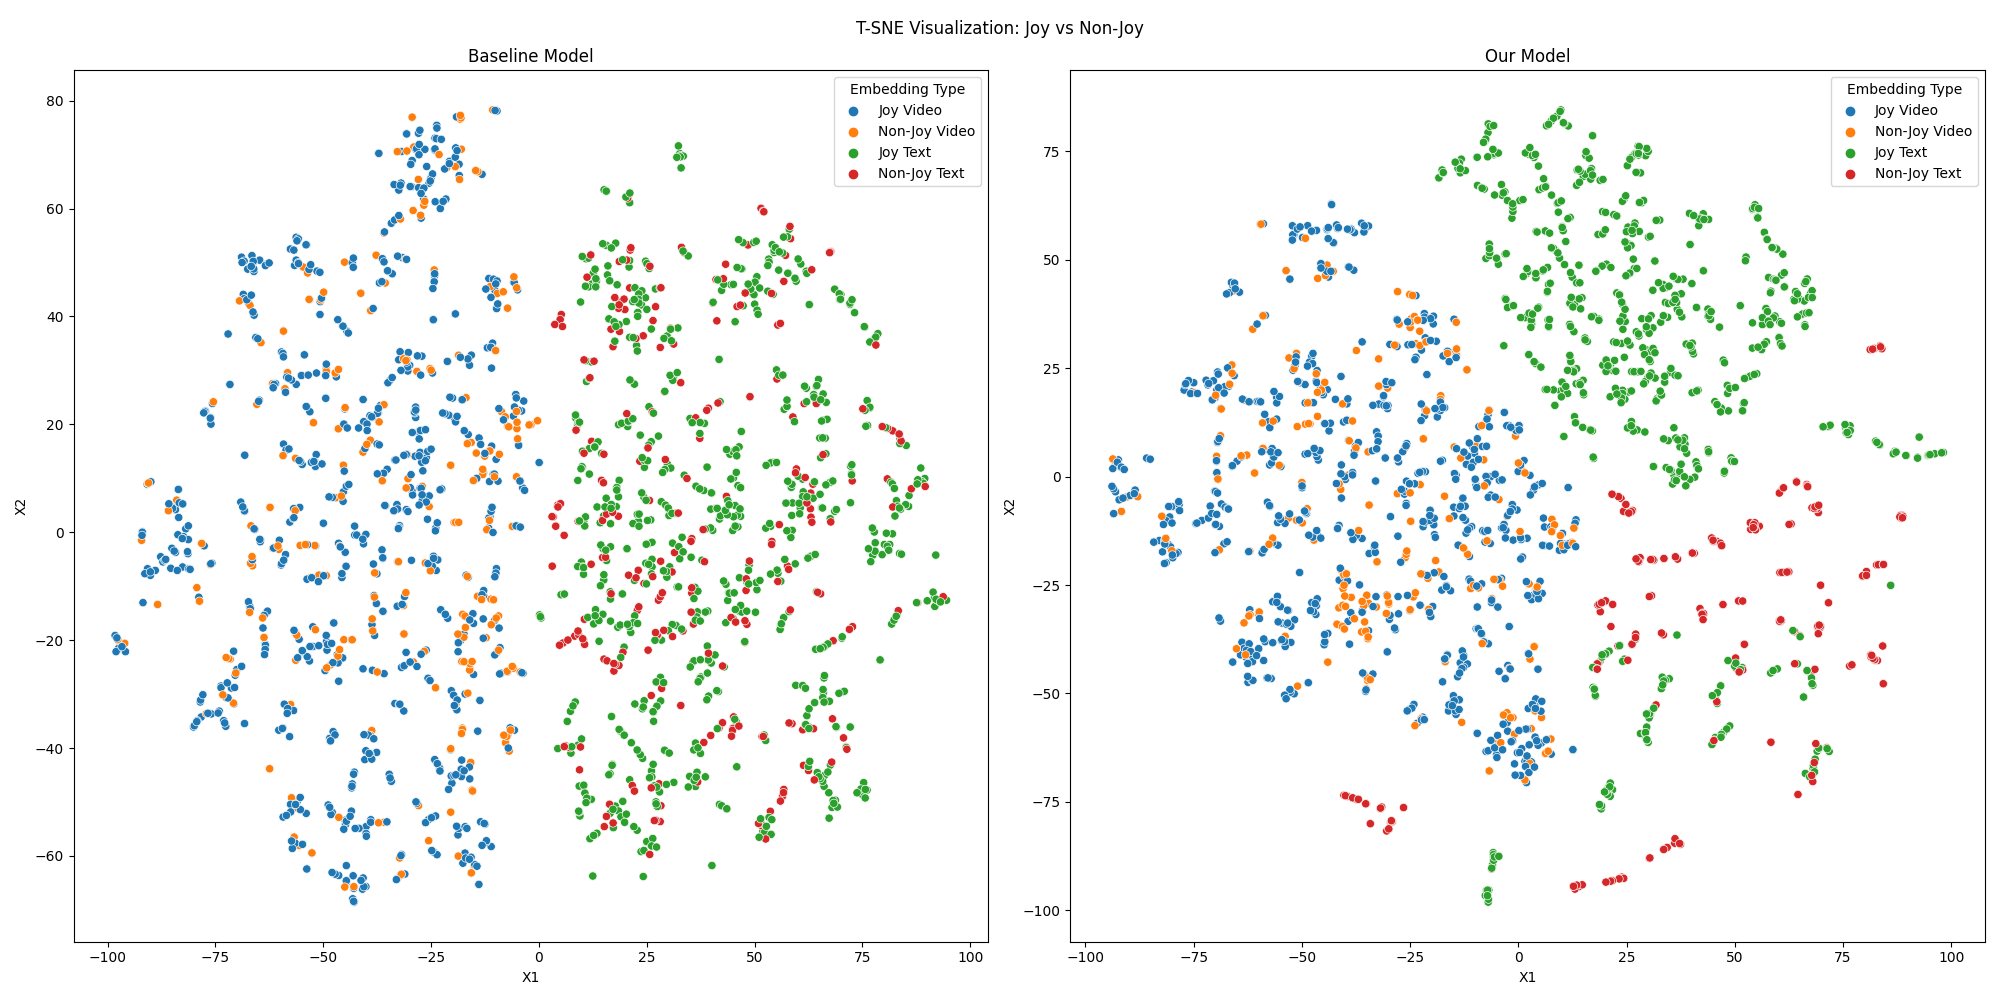 T-SNE Visualization: Joy vs Non-Joy
Baseline Model
Embedding Type
Joy Video
Non-Joy Video
Joy Text
Non-Joy Text
80
60
40
20
0
−20
−40
−60
X2
−100
−75
−50
−25
0
25
50
75
100
X1
Our Model
Embedding Type
Joy Video
Non-Joy Video
Joy Text
Non-Joy Text
75
50
25
0
−25
−50
−75
−100
X2
−100
−75
−50
−25
0
25
50
75
100
X1